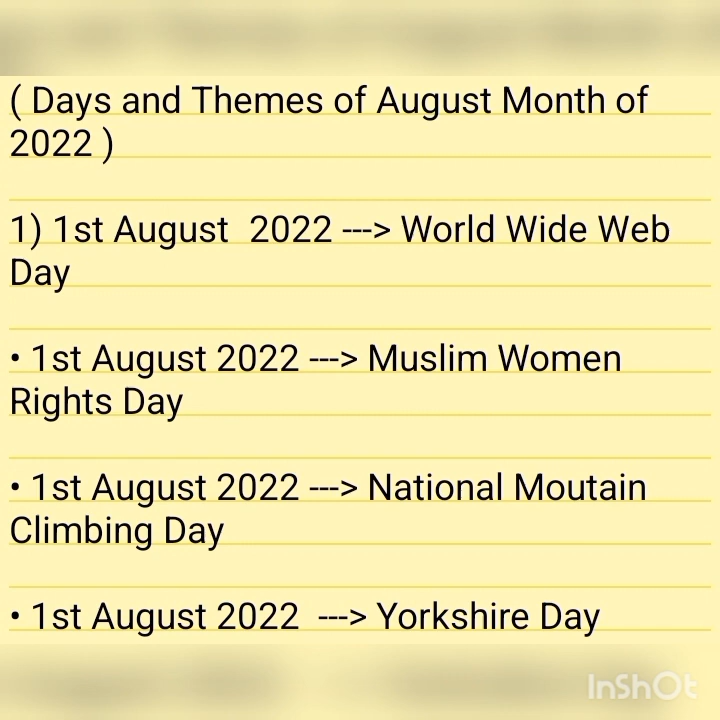 ( Days and Themes of August Month of
2022 )
1) 1st August  2022 ---> World Wide Web
Day
• 1st August 2022 ---> Muslim Women
Rights Day
• 1st August 2022 ---> National Moutain
Climbing Day
• 1st August 2022  ---> Yorkshire Day
InShOt